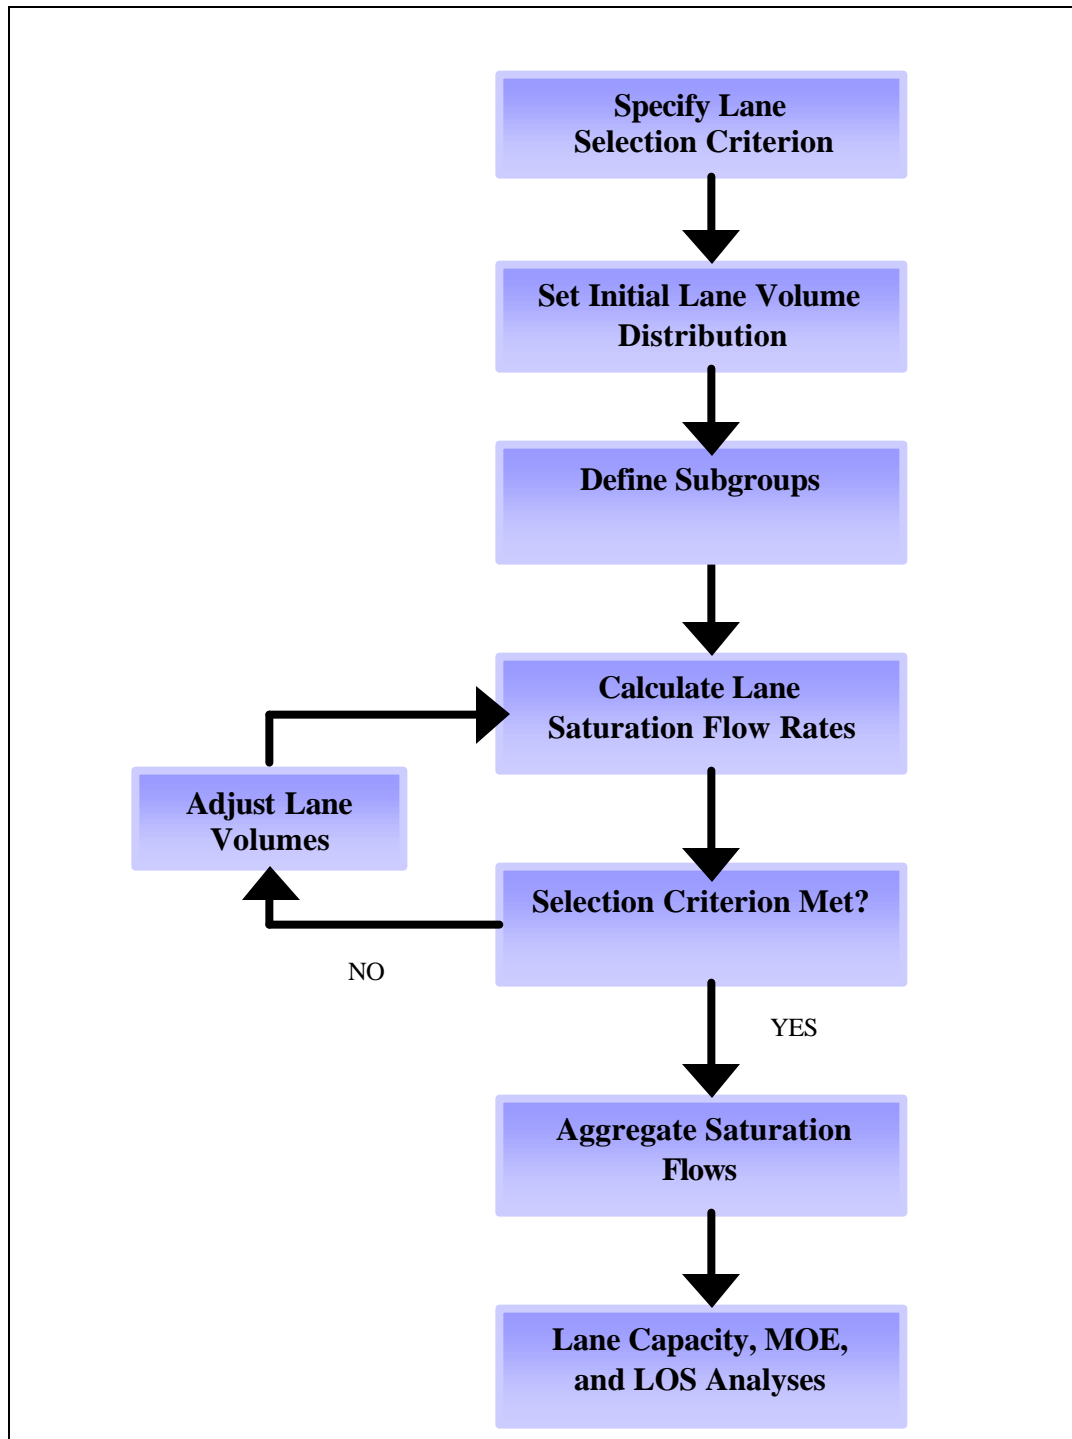 Specify Lane
Selection Criterion
Set Initial Lane Volume
Distribution
Define Subgroups
Calculate Lane
Saturation Flow Rates
Adjust Lane
Volumes
Selection Criterion Met?
NO
YES
Aggregate Saturation
Flows
Lane Capacity, MOE,
and LOS Analyses